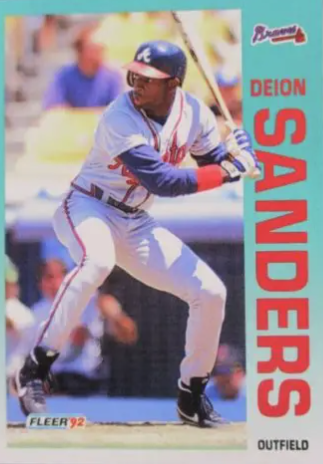 Braves
DEION
SANDERS
FLEER '92
OUTFIELD